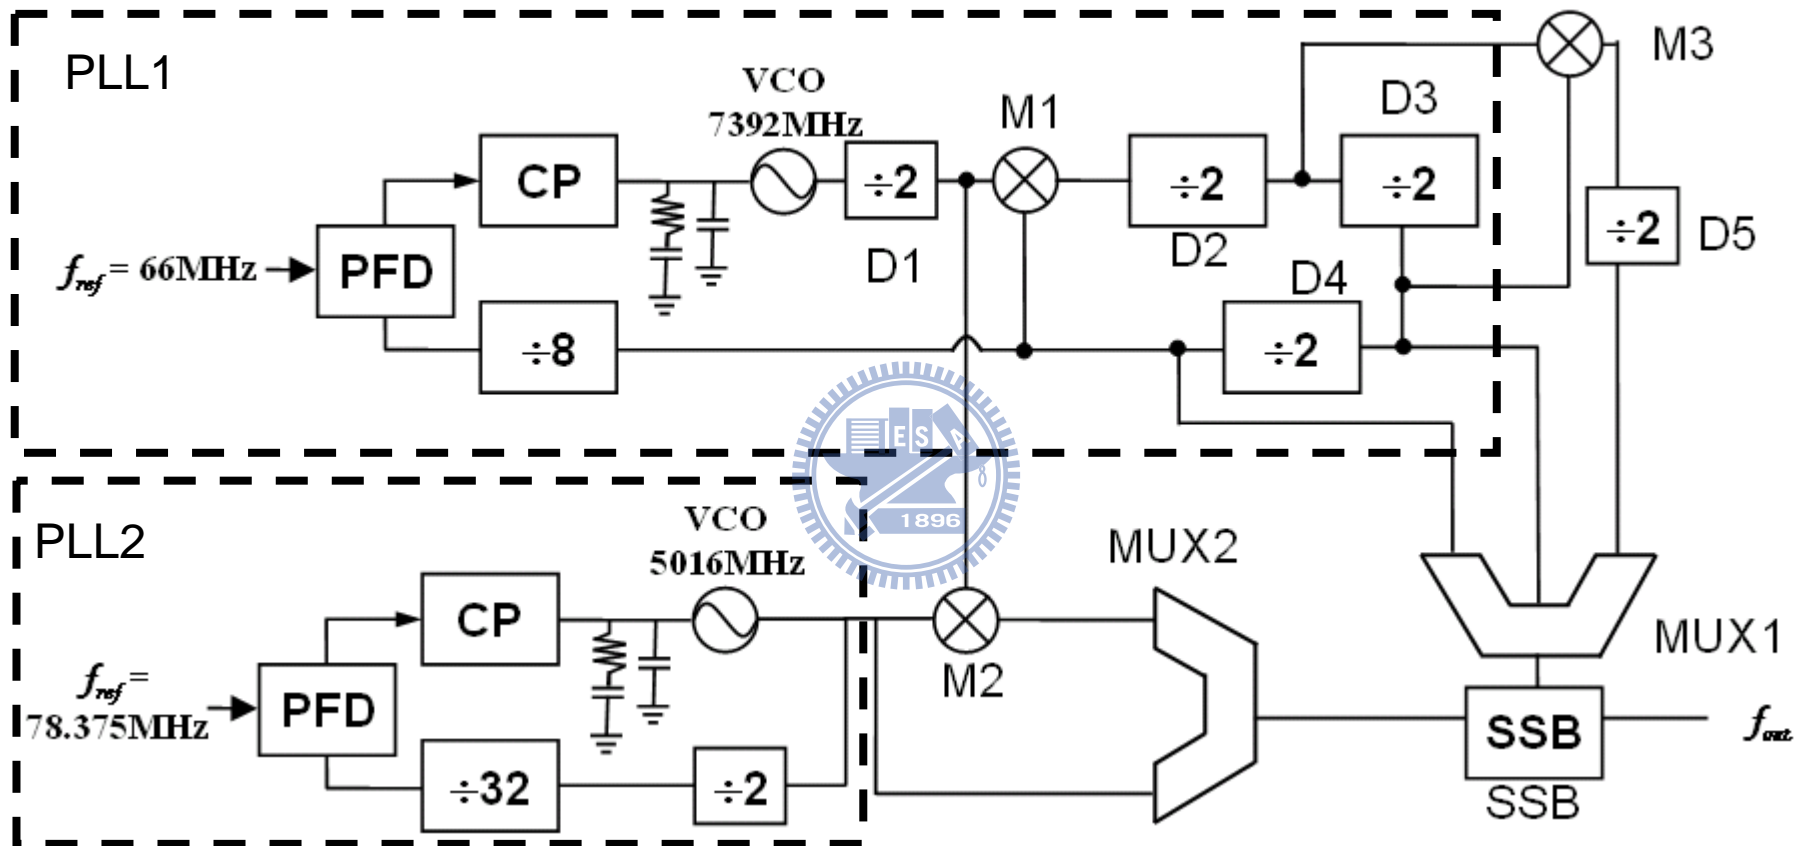 PLL1
VCO
7392MHz
M1
D3
M3
CP
÷2
÷2
÷2
f_ref = 66MHz
PFD
D1
D2
D4
÷2
D5
÷8
÷2
E S A
1896
PLL2
VCO
5016MHz
MUX2
CP
M2
MUX1
f_ref =
78.375MHz
PFD
SSB
f_out
÷32
÷2
SSB